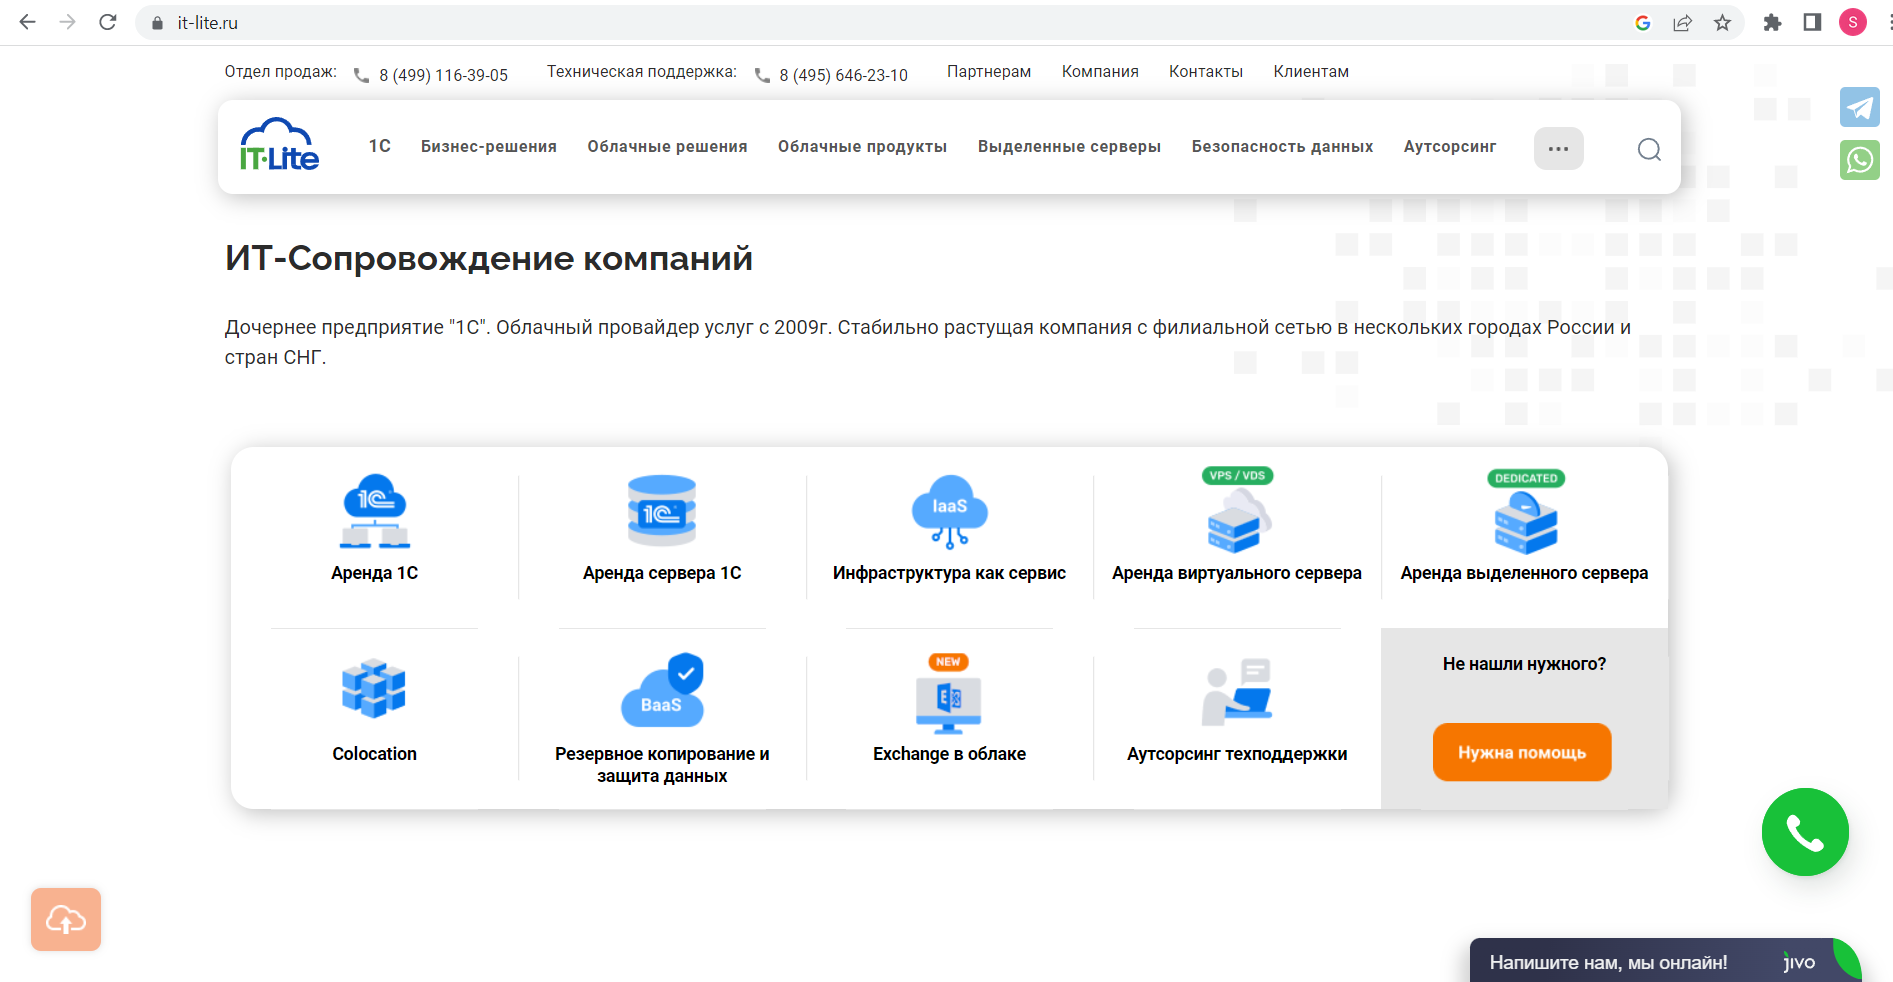 it-lite.ru
S
Отдел продаж: 8 (499) 116-39-05 Техническая поддержка: 8 (495) 646-23-10 Партнерам Компания Контакты Клиентам
IT·Lite 1С Бизнес-решения Облачные решения Облачные продукты Выделенные серверы Безопасность данных Аутсорсинг
ИТ-Сопровождение компаний
Дочернее предприятие "1С". Облачный провайдер услуг с 2009г. Стабильно растущая компания с филиальной сетью в нескольких городах России и
стран СНГ.
1С
Аренда 1С
1С
Аренда сервера 1С
IaaS
Инфраструктура как сервис
VPS / VDS
Аренда виртуального сервера
DEDICATED
Аренда выделенного сервера
Colocation
BaaS
Резервное копирование и
защита данных
NEW
Exchange в облаке
Аутсорсинг техподдержки
Не нашли нужного?
Нужна помощь
Напишите нам, мы онлайн! jivo